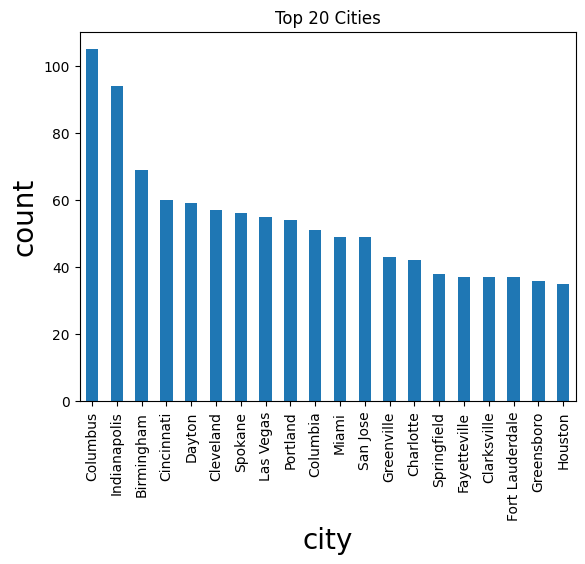 Top 20 Cities
count
100
80
60
40
20
0
Columbus
Indianapolis
Birmingham
Cincinnati
Dayton
Cleveland
Spokane
Las Vegas
Portland
Columbia
Miami
San Jose
Greenville
Charlotte
Springfield
Fayetteville
Clarksville
Fort Lauderdale
Greensboro
Houston
city